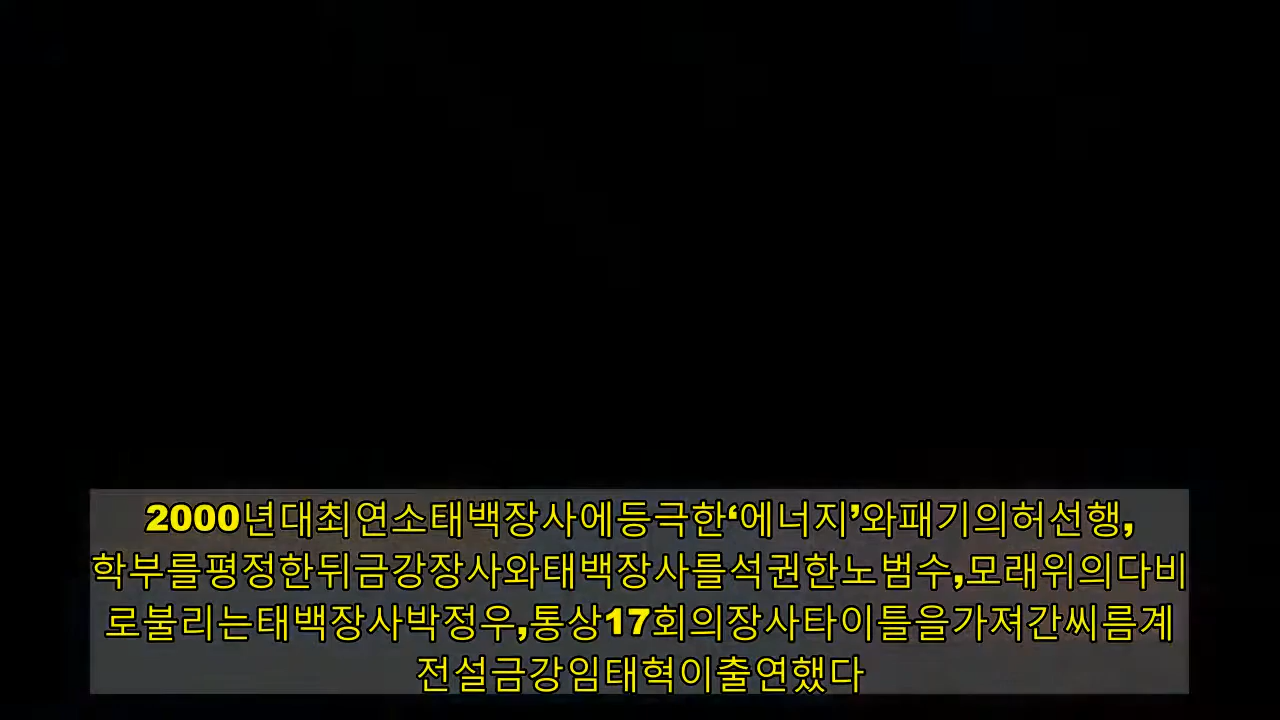 2000년대최연소태백장사에등극한‘에너지’와패기의허선행,
학부를평정한뒤금강장사와태백장사를석권한노범수,모래위의다비
로불리는태백장사박정우,통상17회의장사타이틀을가져간씨름계
전설금강임태혁이출연했다